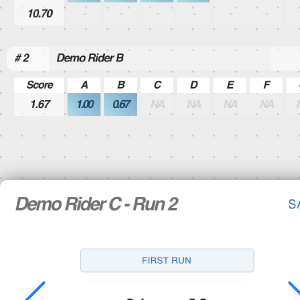 10.70 - - - - - -
# 2 Demo Rider B
Score A B C D E F
1.67 1.00 0.67 NA NA NA NA
Demo Rider C - Run 2
FIRST RUN